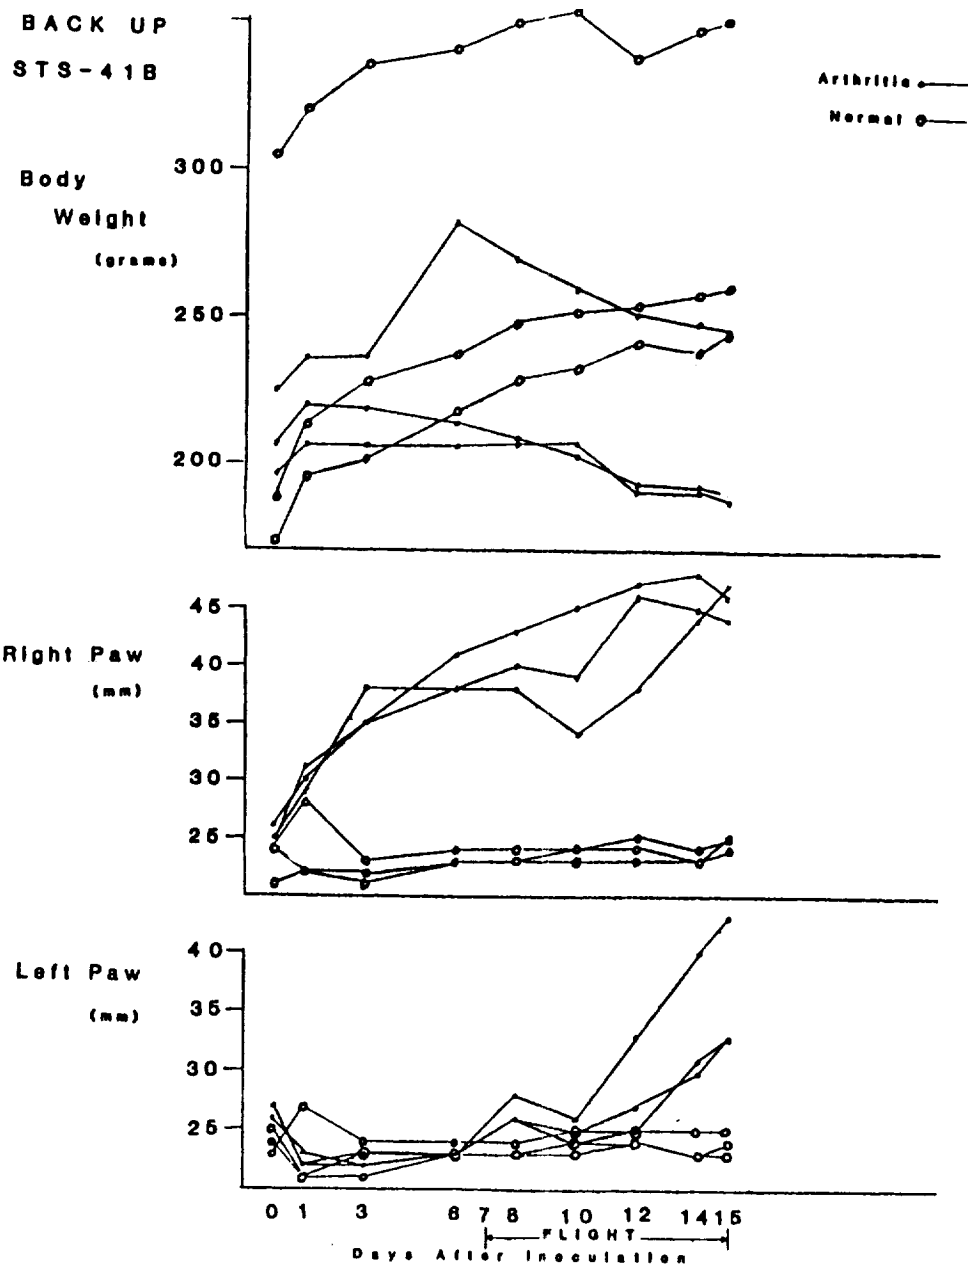 BACK UP
STS-41B
Arthritic
Normal
300
Body
Weight
(grams)
250
200
45
Right Paw
40
(mm)
35
30
25
40
Left Paw
35
(mm)
30
25
0 1 3 6 7 8 10 12 14 15
FLIGHT
Days After Inoculation